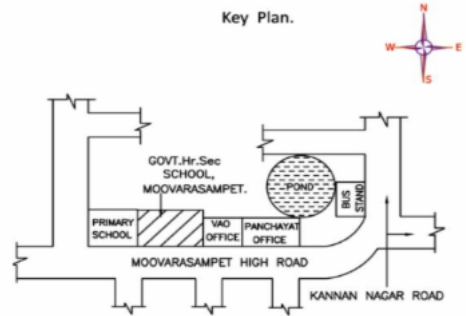 Key Plan.
N
W
E
S
GOVT.Hr.Sec
SCHOOL,
MOOVARASAMPET.
POND
BUS
STAND
PRIMARY
SCHOOL
VAO
OFFICE
PANCHAYAT
OFFICE
MOOVARASAMPET HIGH ROAD
KANNAN NAGAR ROAD